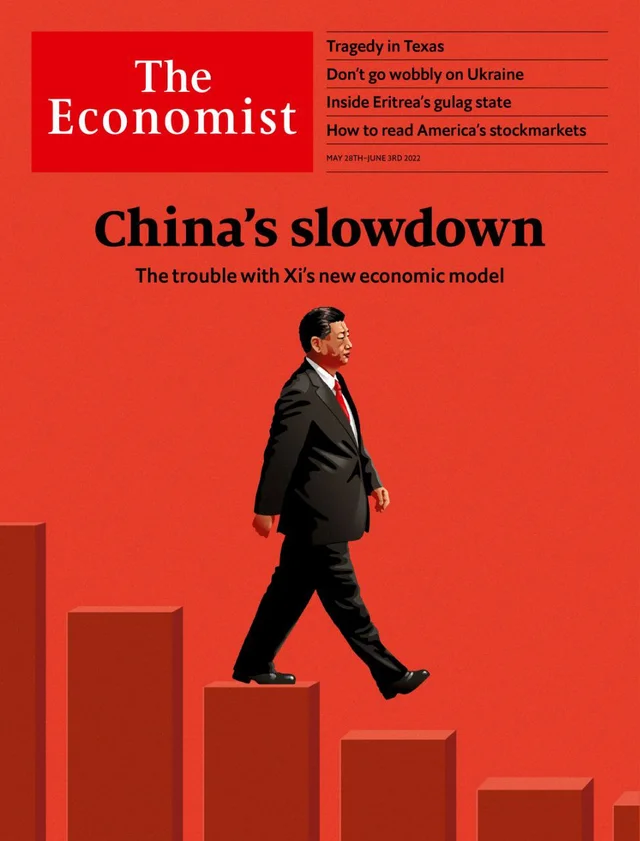 The
Economist
Tragedy in Texas
Don't go wobbly on Ukraine
Inside Eritrea's gulag state
How to read America's stockmarkets
MAY 28TH–JUNE 3RD 2022
China's slowdown
The trouble with Xi's new economic model